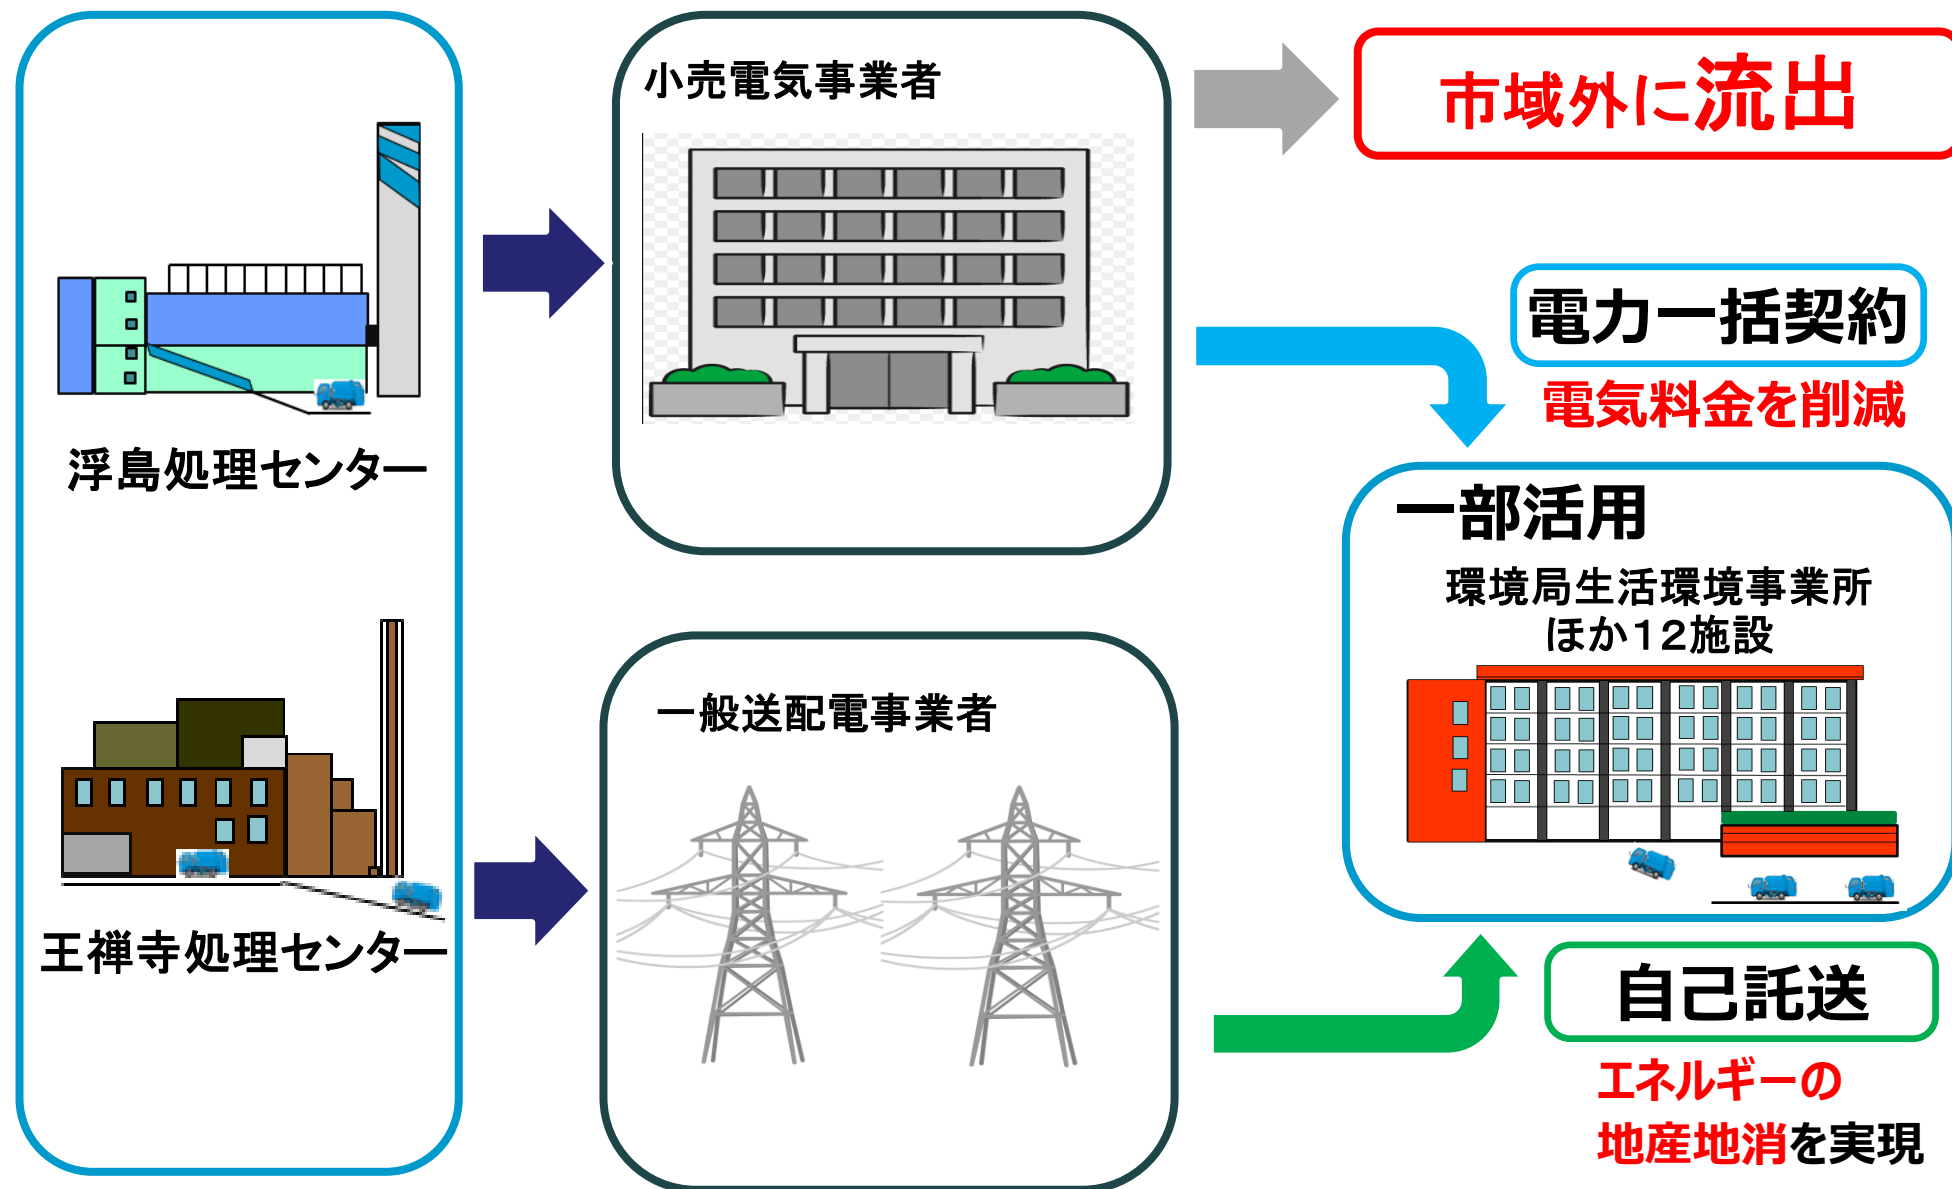 小売電気事業者
市域外に流出
電力一括契約
電気料金を削減
浮島処理センター
一部活用
環境局生活環境事業所
ほか12施設
一般送配電事業者
王禅寺処理センター
自己託送
エネルギーの
地産地消を実現